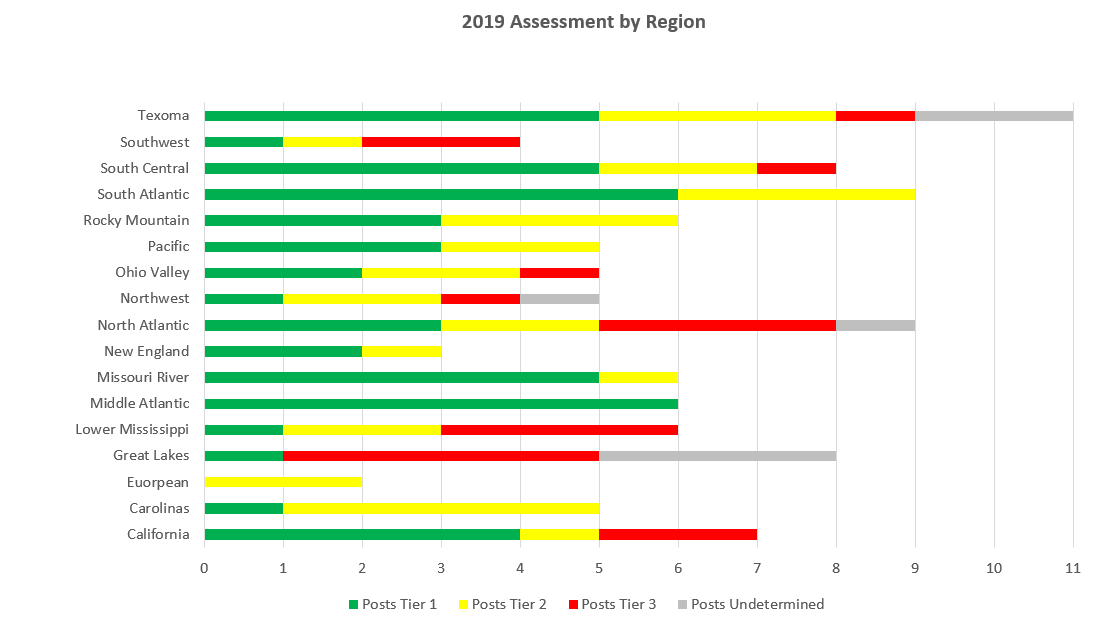 2019 Assessment by Region
Texoma
Southwest
South Central
South Atlantic
Rocky Mountain
Pacific
Ohio Valley
Northwest
North Atlantic
New England
Missouri River
Middle Atlantic
Lower Mississippi
Great Lakes
Euorpean
Carolinas
California
0 1 2 3 4 5 6 7 8 9 10 11
Posts Tier 1 Posts Tier 2 Posts Tier 3 Posts Undetermined